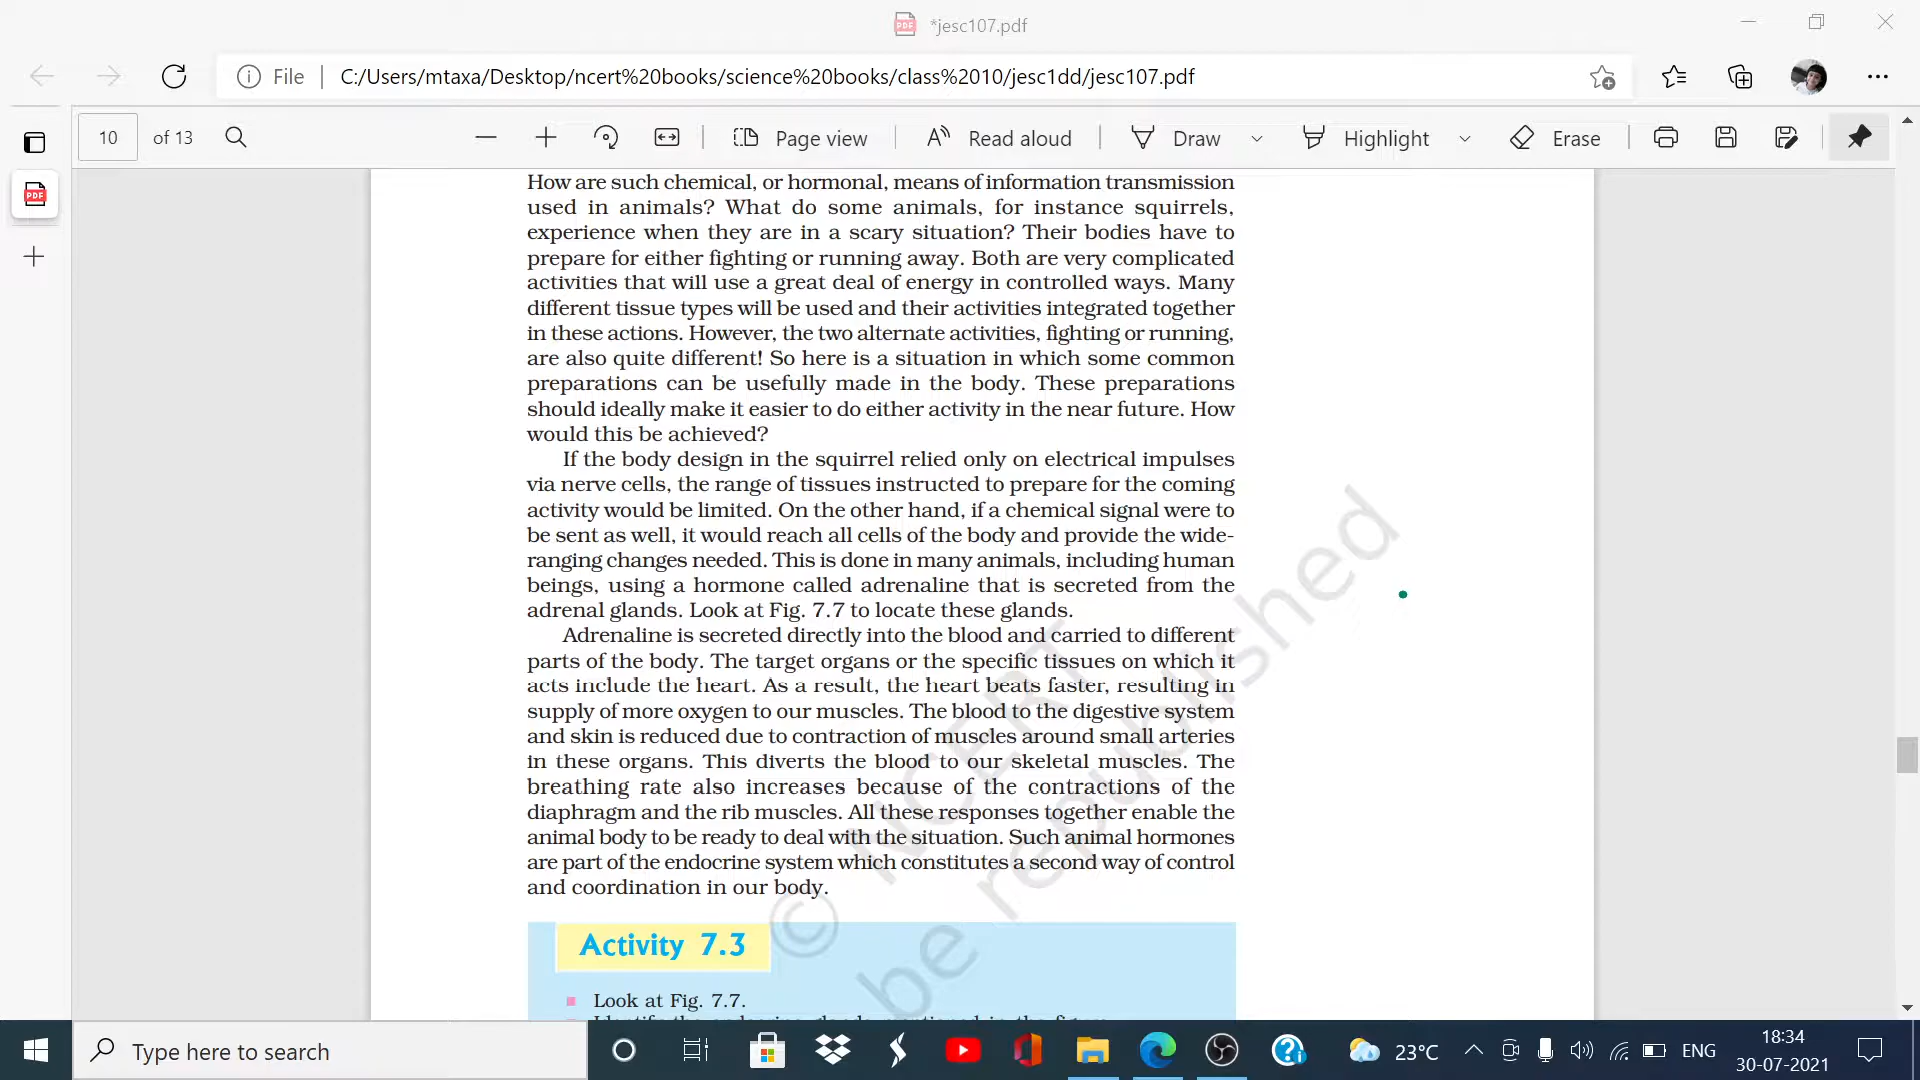 *jesc107.pdf
File
C:/Users/mtaxa/Desktop/ncert%20books/science%20books/class%2010/jesc1dd/jesc107.pdf
10 of 13
Page view
Read aloud
Draw
Highlight
Erase
How are such chemical, or hormonal, means of information transmission
used in animals? What do some animals, for instance squirrels,
experience when they are in a scary situation? Their bodies have to
prepare for either fighting or running away. Both are very complicated
activities that will use a great deal of energy in controlled ways. Many
different tissue types will be used and their activities integrated together
in these actions. However, the two alternate activities, fighting or running,
are also quite different! So here is a situation in which some common
preparations can be usefully made in the body. These preparations
should ideally make it easier to do either activity in the near future. How
would this be achieved?
If the body design in the squirrel relied only on electrical impulses
via nerve cells, the range of tissues instructed to prepare for the coming
activity would be limited. On the other hand, if a chemical signal were to
be sent as well, it would reach all cells of the body and provide the wide-
ranging changes needed. This is done in many animals, including human
beings, using a hormone called adrenaline that is secreted from the
adrenal glands. Look at Fig. 7.7 to locate these glands.
Adrenaline is secreted directly into the blood and carried to different
parts of the body. The target organs or the specific tissues on which it
acts include the heart. As a result, the heart beats faster, resulting in
supply of more oxygen to our muscles. The blood to the digestive system
and skin is reduced due to contraction of muscles around small arteries
in these organs. This diverts the blood to our skeletal muscles. The
breathing rate also increases because of the contractions of the
diaphragm and the rib muscles. All these responses together enable the
animal body to be ready to deal with the situation. Such animal hormones
are part of the endocrine system which constitutes a second way of control
and coordination in our body.
© NCERT
be republished
Activity 7.3
Look at Fig. 7.7.
Identify the endocrine glands mentioned in the figure.
Type here to search
23°C
ENG
18:34
30-07-2021